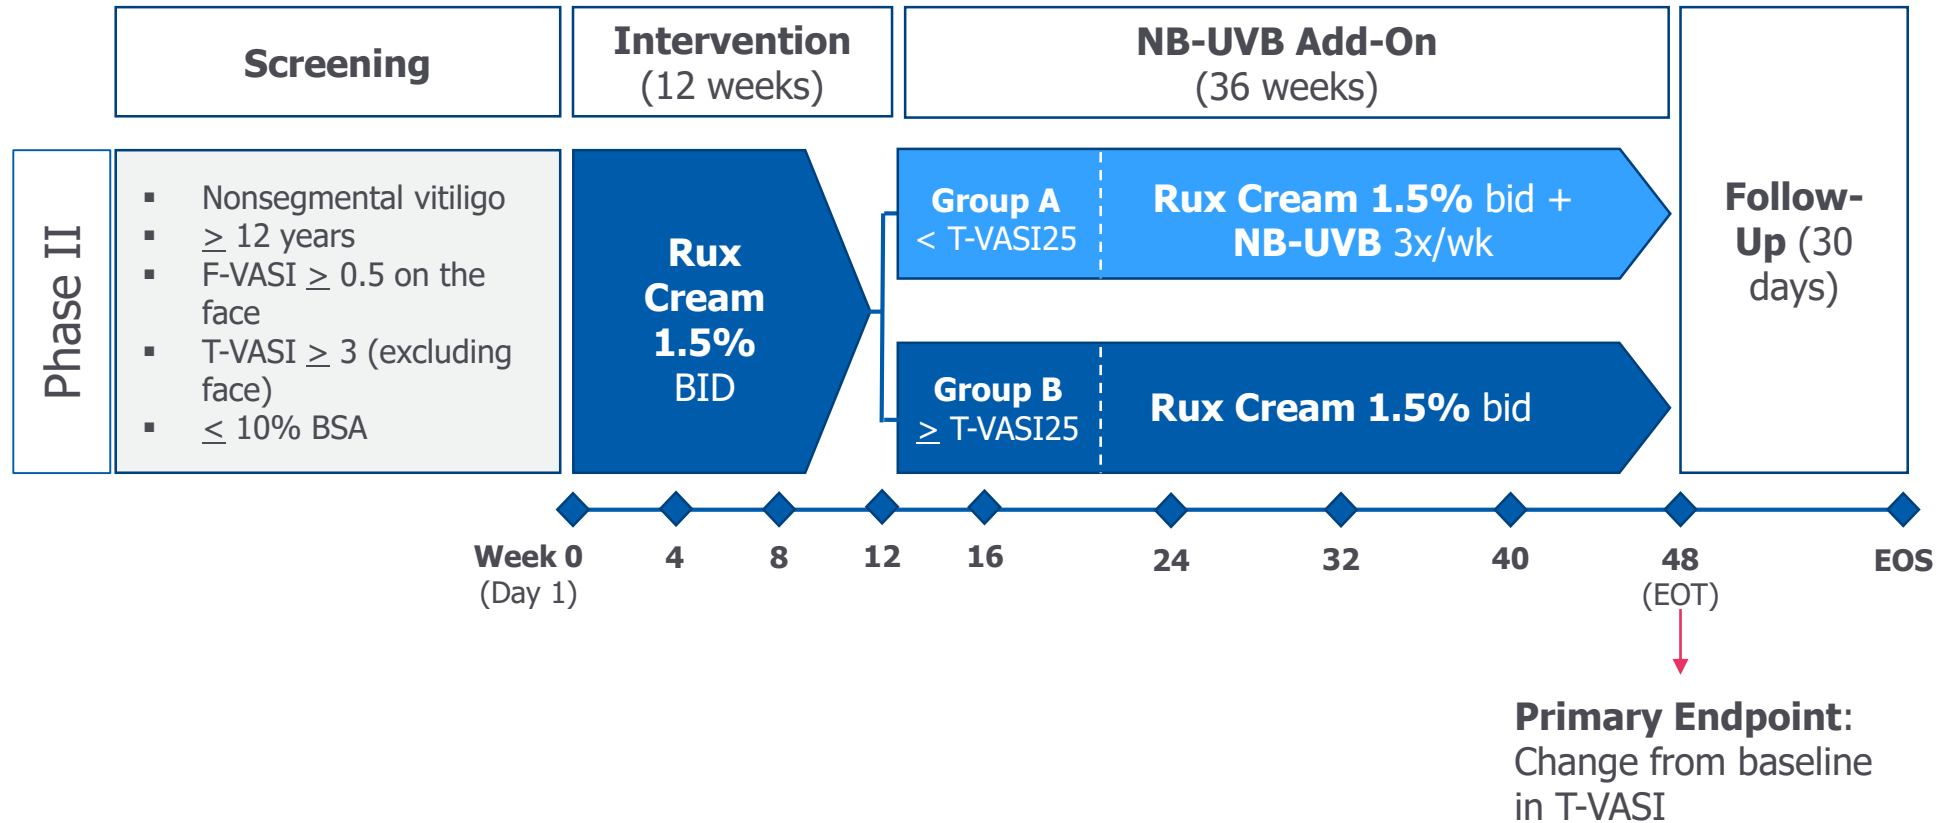 Screening
Intervention
(12 weeks)
NB-UVB Add-On
(36 weeks)
Phase II
▪ Nonsegmental vitiligo
▪ ≥ 12 years
▪ F-VASI ≥ 0.5 on the
face
▪ T-VASI ≥ 3 (excluding
face)
▪ ≤ 10% BSA
Rux
Cream
1.5%
BID
Group A
< T-VASI25
Rux Cream 1.5% bid +
NB-UVB 3x/wk
Group B
≥ T-VASI25
Rux Cream 1.5% bid
Follow-
Up (30
days)
Week 0
(Day 1)
4
8
12
16
24
32
40
48
(EOT)
EOS
Primary Endpoint:
Change from baseline
in T-VASI